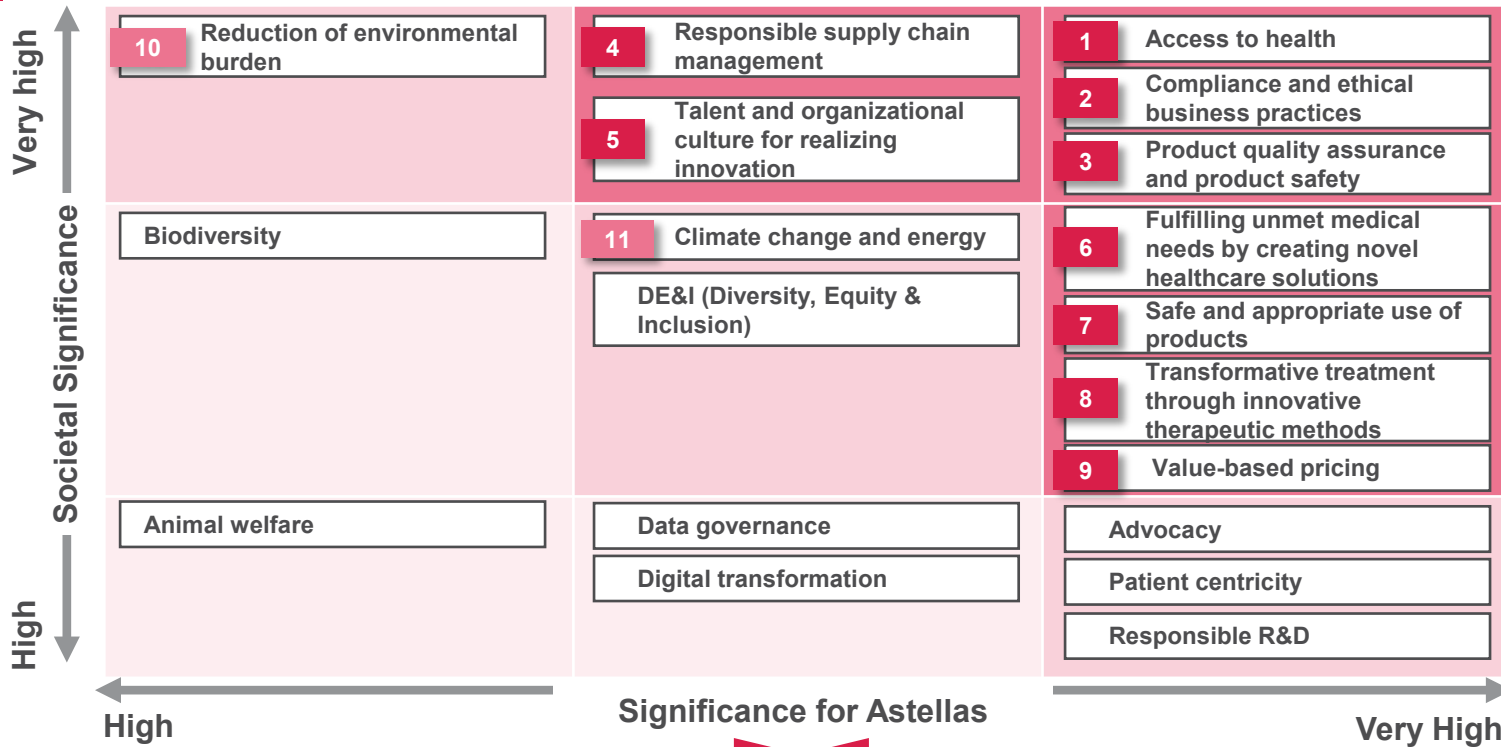 Very high
Societal Significance
High
10
Reduction of environmental
burden
4
Responsible supply chain
management
5
Talent and organizational
culture for realizing
innovation
1
Access to health
2
Compliance and ethical
business practices
3
Product quality assurance
and product safety
Biodiversity
11
Climate change and energy
DE&I (Diversity, Equity &
Inclusion)
6
Fulfilling unmet medical
needs by creating novel
healthcare solutions
7
Safe and appropriate use of
products
8
Transformative treatment
through innovative
therapeutic methods
9
Value-based pricing
Animal welfare
Data governance
Digital transformation
Advocacy
Patient centricity
Responsible R&D
High
Significance for Astellas
Very High